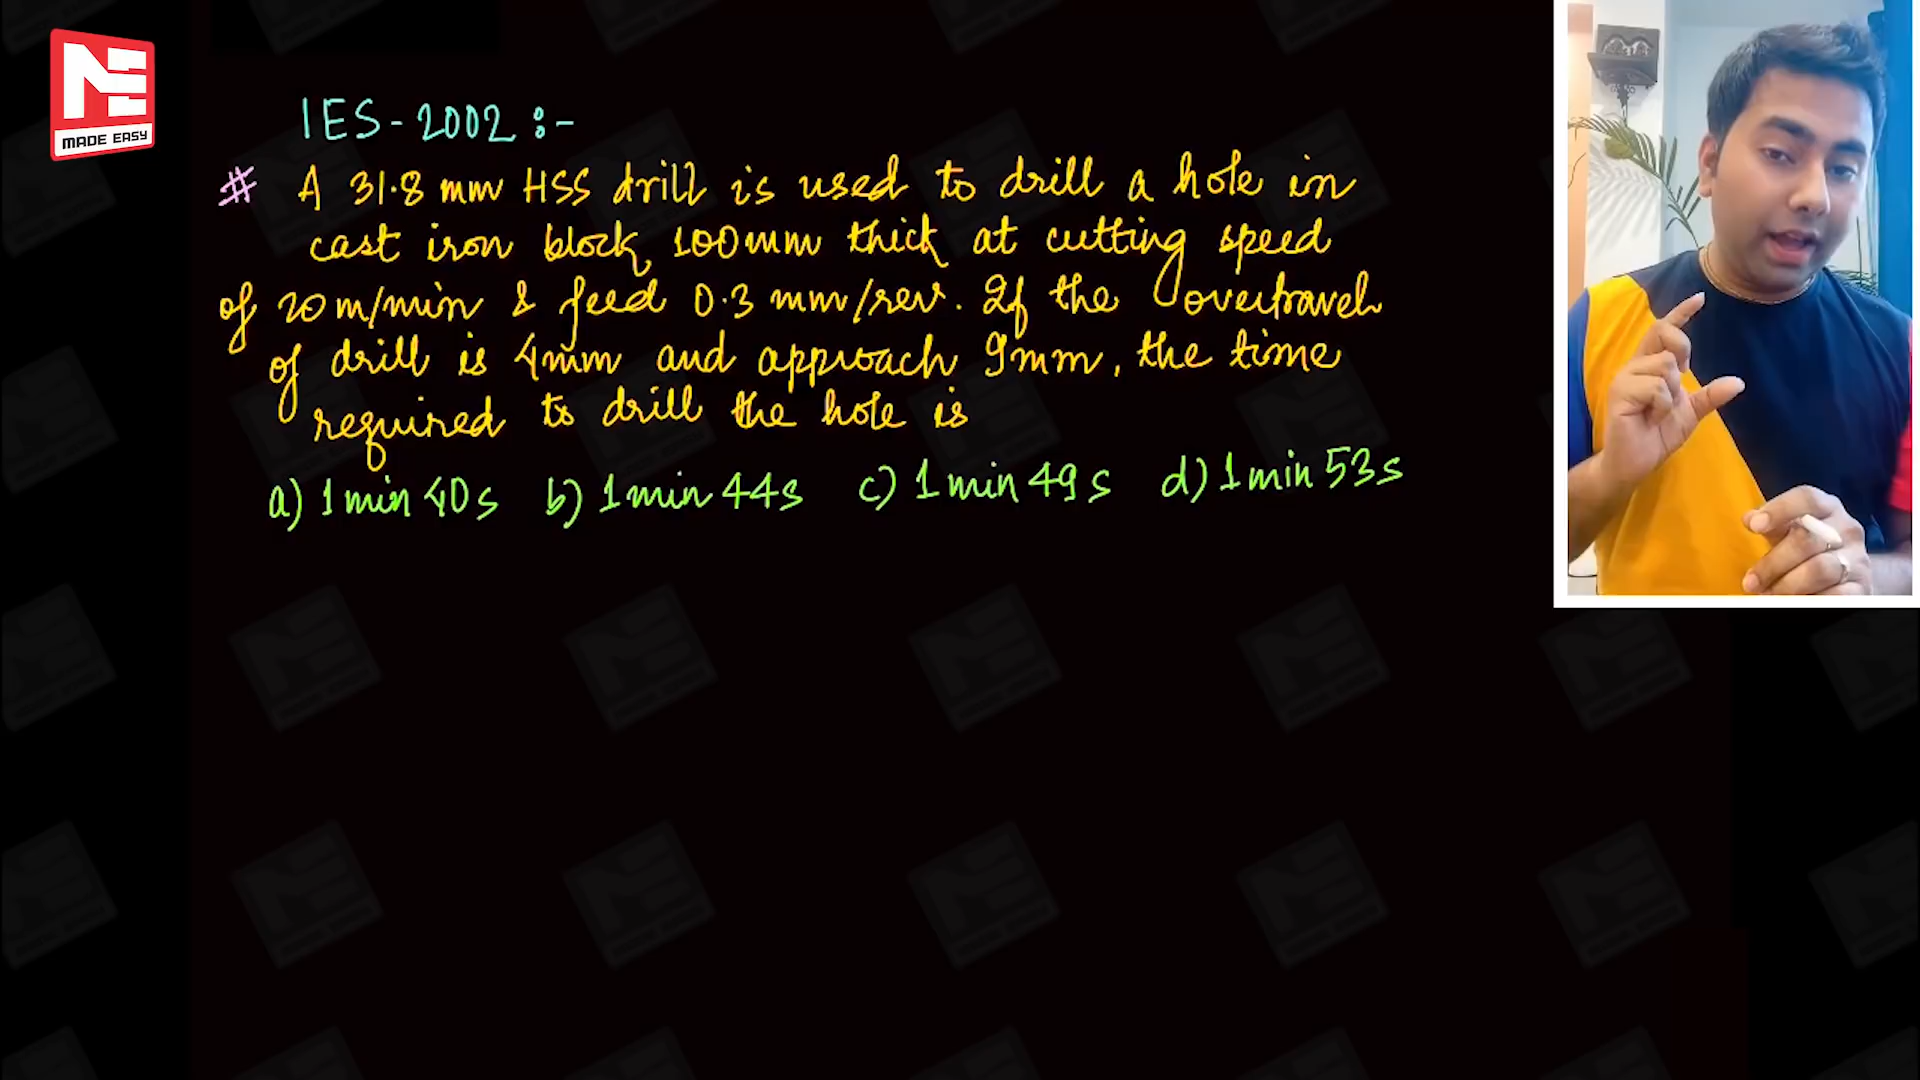 MADE EASY
IES-2002:-
# A 31.8 mm HSS drill is used to drill a hole in
cast iron block 100mm thick at cutting speed
of 20m/min & feed 0.3 mm/rev. If the overtravel
of drill is 4mm and approach 9mm, the time
required to drill the hole is
a) 1 min 40s b) 1 min 44s c) 1 min 49s d) 1 min 53s